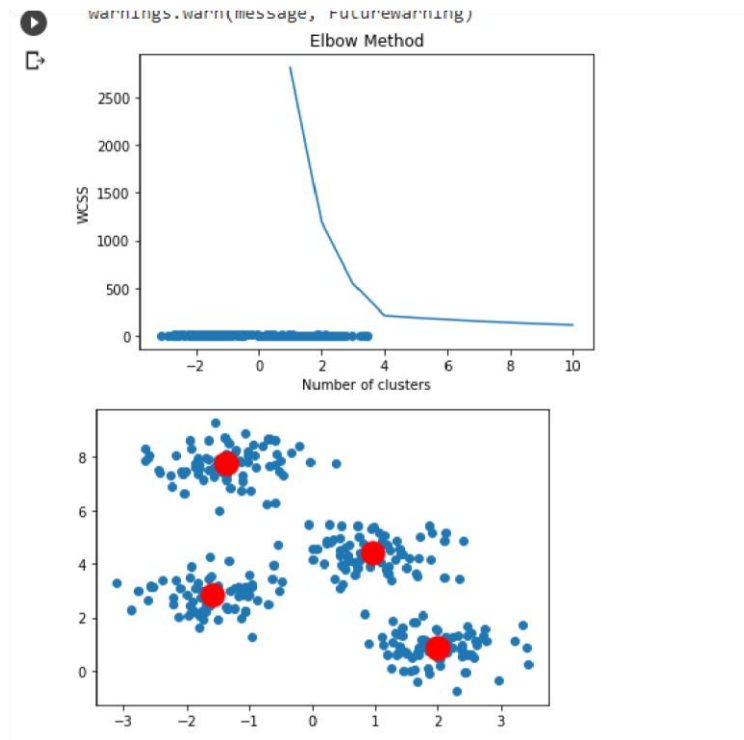 warnings.warn(message, FutureWarning)
Elbow Method
2500
2000
1500
1000
500
0
WCSS
−2 0 2 4 6 8 10
Number of clusters
8
6
4
2
0
−3 −2 −1 0 1 2 3